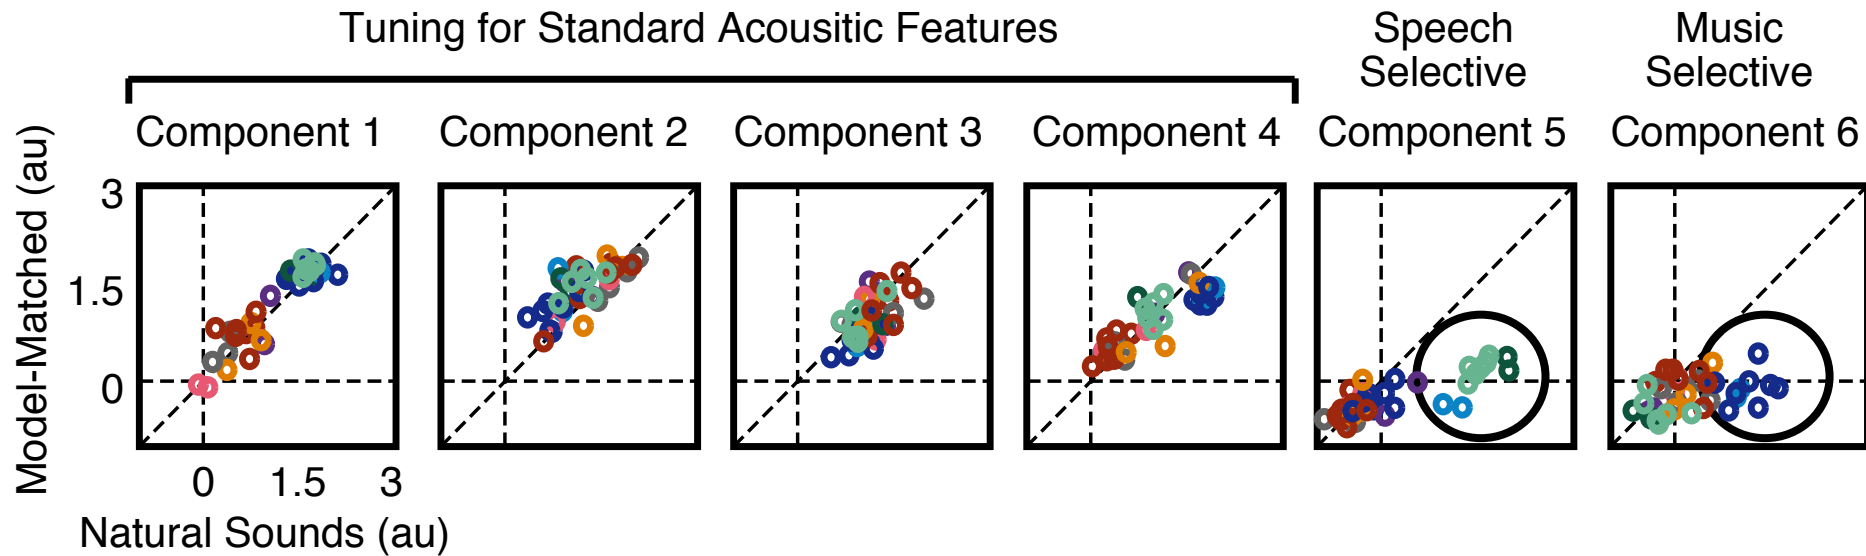 Tuning for Standard Acousitic Features
Speech
Selective
Music
Selective
Component 1
Component 2
Component 3
Component 4
Component 5
Component 6
Model-Matched (au)
3
1.5
0
0
1.5
3
Natural Sounds (au)